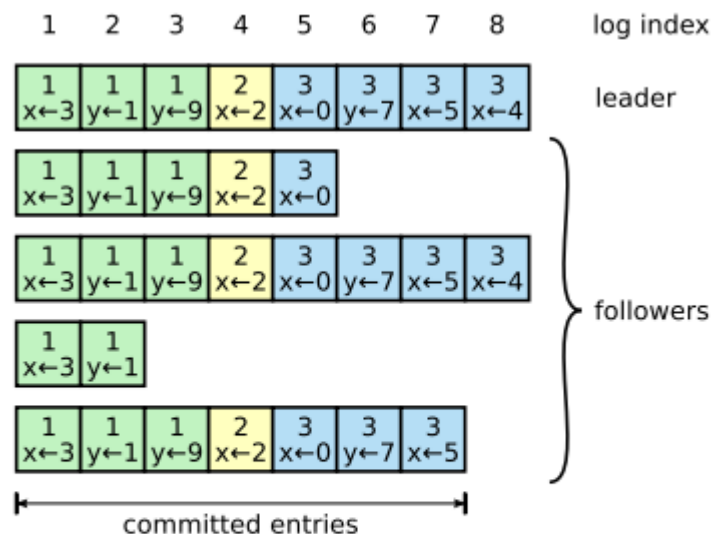 1 2 3 4 5 6 7 8 log index
1 1 1 2 3 3 3 3
x←3 y←1 y←9 x←2 x←0 y←7 x←5 x←4
leader
1 1 1 2 3
x←3 y←1 y←9 x←2 x←0
1 1 1 2 3 3 3 3
x←3 y←1 y←9 x←2 x←0 y←7 x←5 x←4
followers
1 1
x←3 y←1
1 1 1 2 3 3 3
x←3 y←1 y←9 x←2 x←0 y←7 x←5
committed entries